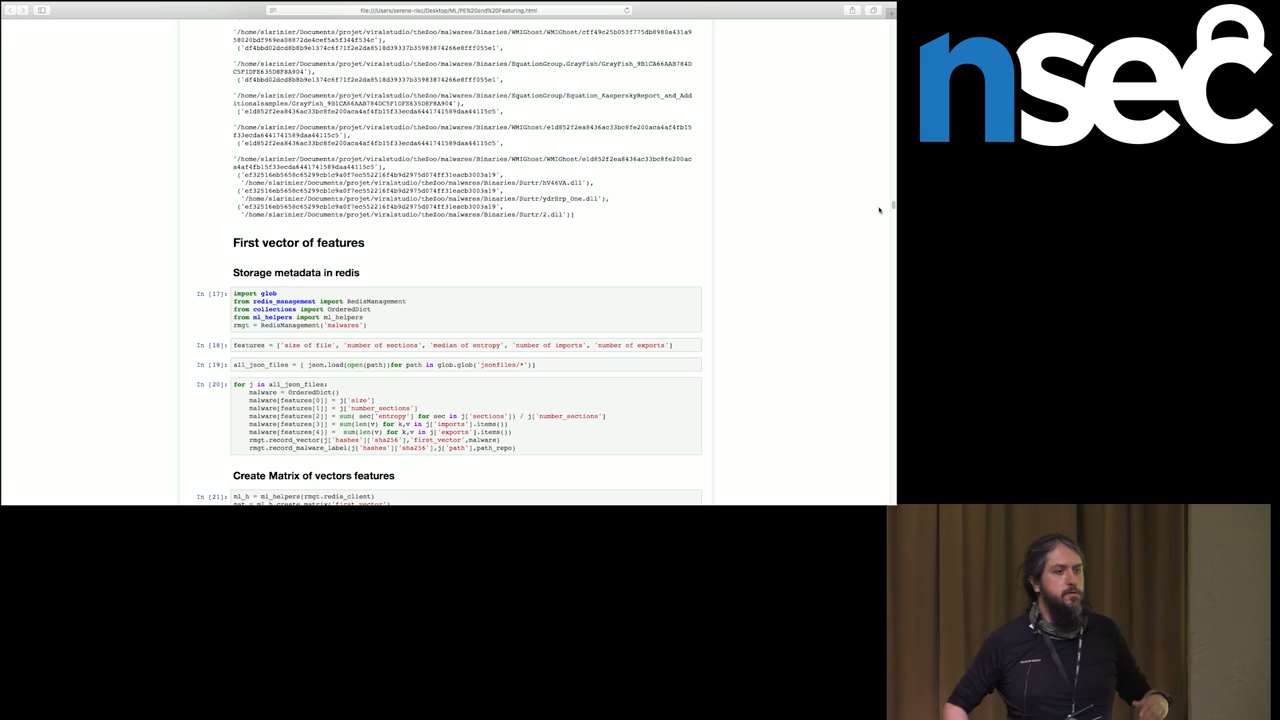 file:///Users/serene-risc/Desktop/ML/PE%20and%20Featuring.html
nsec
'/home/slarinier/Documents/projet/viralstudio/theZoo/malwares/Binaries/WMIGhost/WMIGhost/cff49c25b053f775db8980a431a9
58020bdf969ea08872de4cef5a5f344f534c'),
('df4bbd02dcd8b8b9e1374c6f71f2e2da8518d39337b35983874266e8fff055e1',
'/home/slarinier/Documents/projet/viralstudio/theZoo/malwares/Binaries/EquationGroup.GrayFish/GrayFish_9B1CA66AAB784D
C5F1DFE635D8F8A904'),
('df4bbd02dcd8b8b9e1374c6f71f2e2da8518d39337b35983874266e8fff055e1',
'/home/slarinier/Documents/projet/viralstudio/theZoo/malwares/Binaries/EquationGroup/Equation_KasperskyReport_and_Add
itionalsamples/GrayFish_9B1CA66AAB784DC5F1DFE635D8F8A904'),
('e1d852f2ea8436ac33bc8fe200aca4af4fb15f33ecda6441741589daa44115c5',
'/home/slarinier/Documents/projet/viralstudio/theZoo/malwares/Binaries/WMIGhost/e1d852f2ea8436ac33bc8fe200aca4af4fb15
f33ecda6441741589daa44115c5'),
('e1d852f2ea8436ac33bc8fe200aca4af4fb15f33ecda6441741589daa44115c5',
'/home/slarinier/Documents/projet/viralstudio/theZoo/malwares/Binaries/WMIGhost/WMIGhost/e1d852f2ea8436ac33bc8fe200ac
a4af4fb15f33ecda6441741589daa44115c5'),
('ef32516eb5658c65299cb1c9a0f7ec552216f4b9d2975d074ff31eacb3003a19',
'/home/slarinier/Documents/projet/viralstudio/theZoo/malwares/Binaries/Surtr/hV46VA.dll'),
('ef32516eb5658c65299cb1c9a0f7ec552216f4b9d2975d074ff31eacb3003a19',
'/home/slarinier/Documents/projet/viralstudio/theZoo/malwares/Binaries/Surtr/ydrHrp_One.dll'),
('ef32516eb5658c65299cb1c9a0f7ec552216f4b9d2975d074ff31eacb3003a19',
'/home/slarinier/Documents/projet/viralstudio/theZoo/malwares/Binaries/Surtr/2.dll')]
First vector of features
Storage metadata in redis
In [17]: import glob
from redis_management import RedisManagement
from collections import OrderedDict
from ml_helpers import ml_helpers
rmgt = RedisManagement('malwares')
In [18]: features = ['size of file', 'number of sections', 'median of entropy', 'number of imports', 'number of exports']
In [19]: all_json_files = [ json.load(open(path))for path in glob.glob('jsonfiles/*')]
In [20]: for j in all_json_files:
malware = OrderedDict()
malware[features[0]] = j['size']
malware[features[1]] = j['number_sections']
malware[features[2]] = sum( sec['entropy'] for sec in j['sections']) / j['number_sections']
malware[features[3]] = sum(len(v) for k,v in j['imports'].items())
malware[features[4]] =  sum(len(v) for k,v in j['exports'].items())
rmgt.record_vector(j['hashes']['sha256'],'first_vector',malware)
rmgt.record_malware_label(j['hashes']['sha256'],j['path'],path_repo)
Create Matrix of vectors features
In [21]: ml_h = ml_helpers(rmgt.redis_client)
mat = ml_h.create_matrix('first_vector')